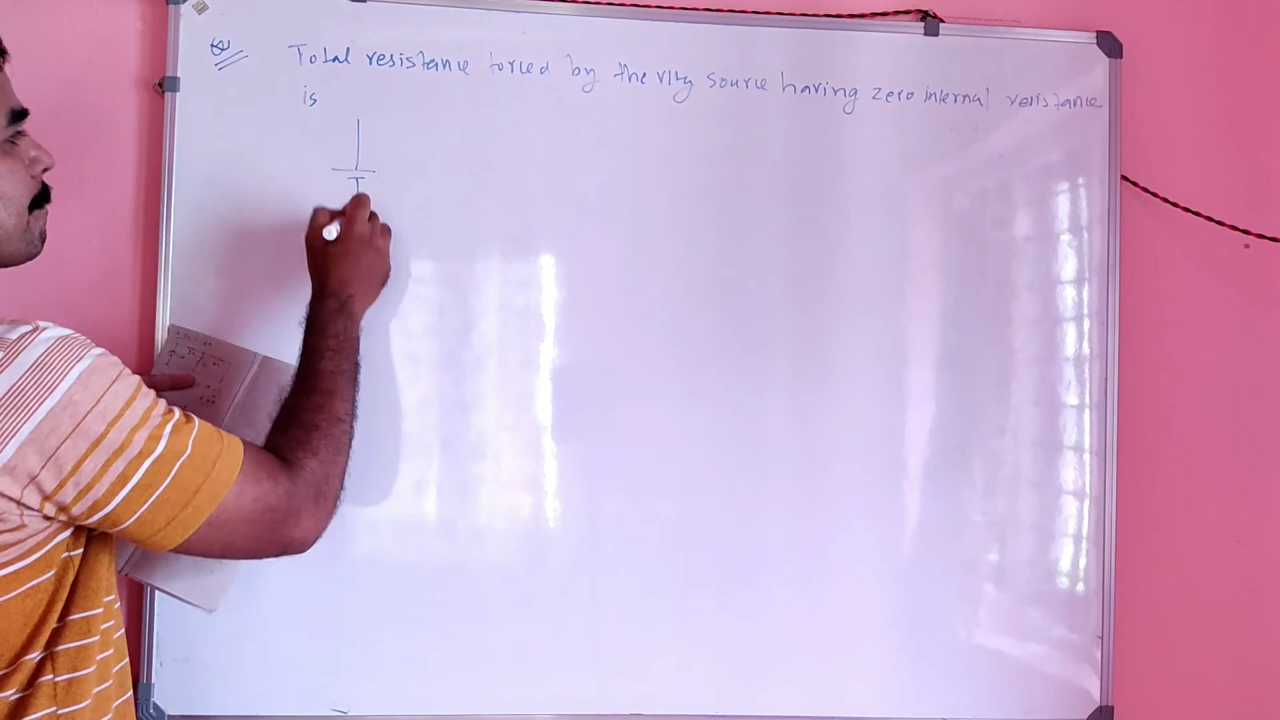 Q
Total resistance forced by the vltg source having zero internal resistance
is